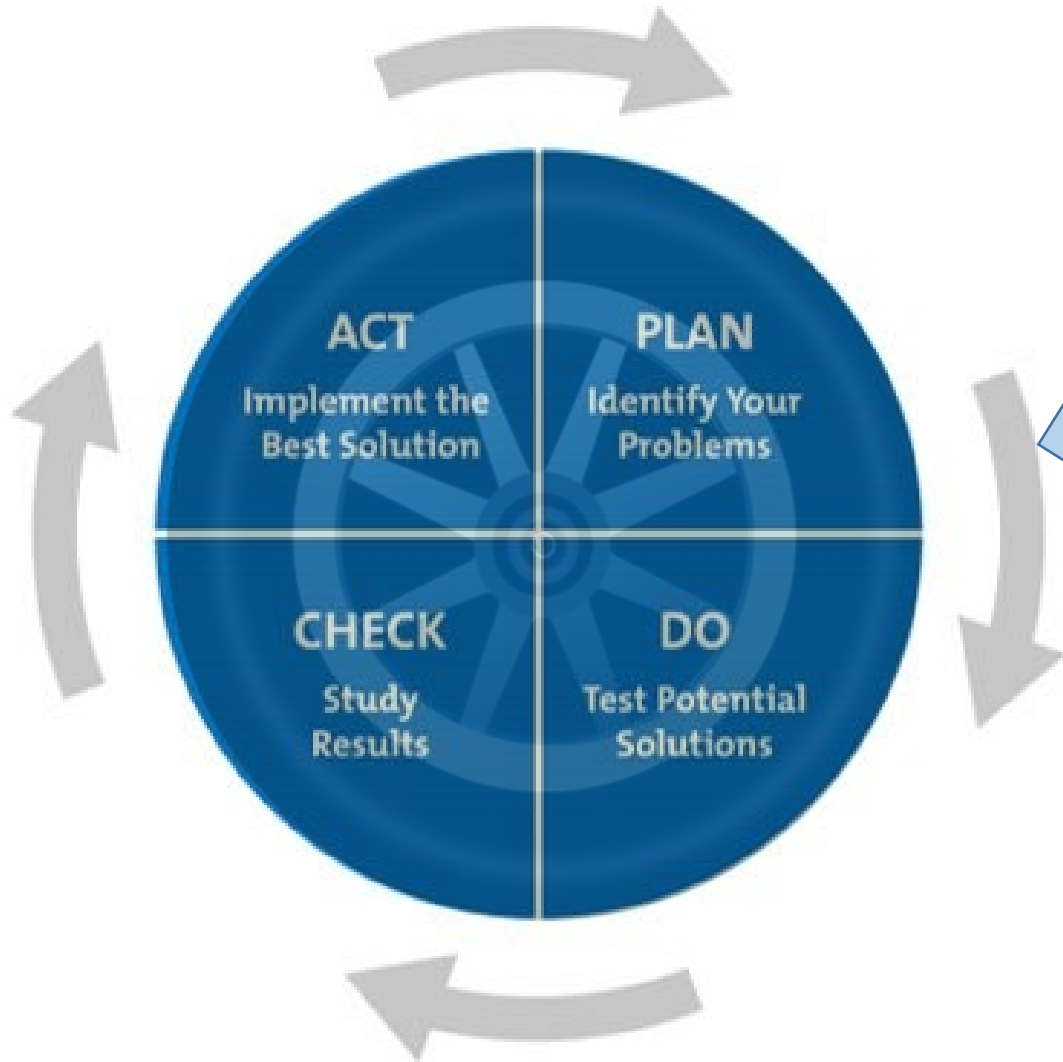 ACT
Implement the
Best Solution
PLAN
Identify Your
Problems
CHECK
Study
Results
DO
Test Potential
Solutions